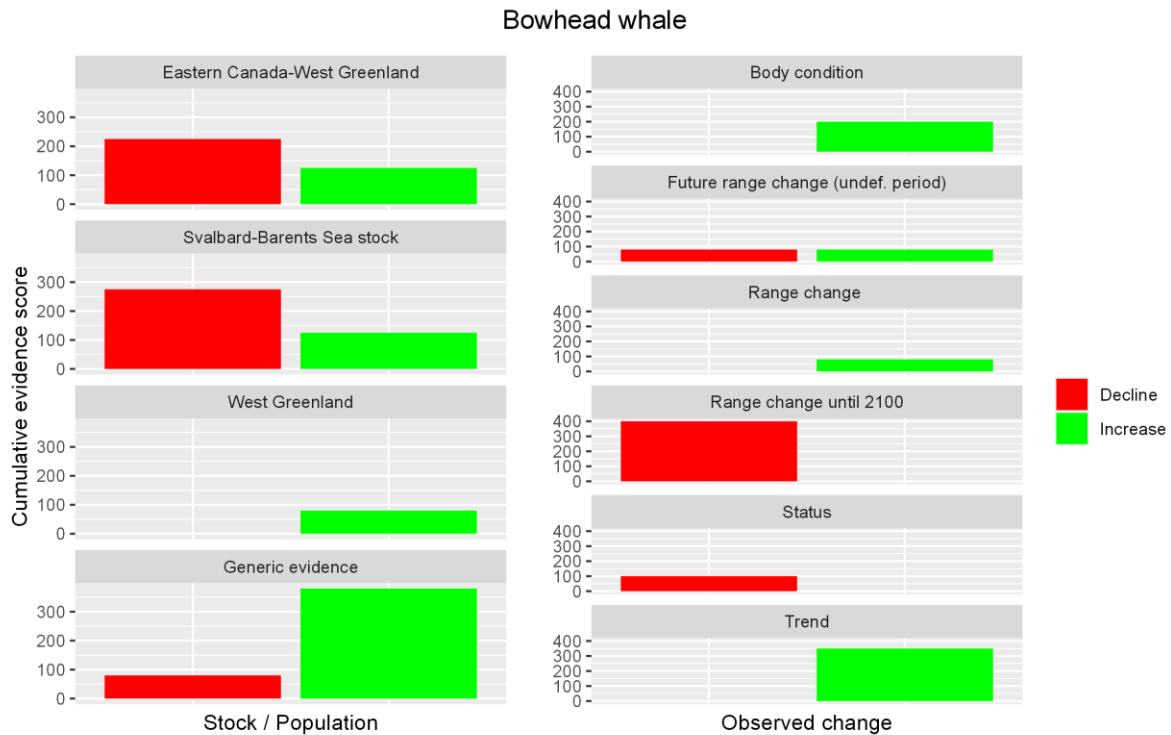 Bowhead whale
Cumulative evidence score
Eastern Canada-West Greenland
300
200
100
0
Svalbard-Barents Sea stock
300
200
100
0
West Greenland
300
200
100
0
Generic evidence
300
200
100
0
Stock / Population
Body condition
400
300
200
100
0
Future range change (undef. period)
400
300
200
100
0
Range change
400
300
200
100
0
Range change until 2100
400
300
200
100
0
Status
400
300
200
100
0
Trend
400
300
200
100
0
Observed change
Decline
Increase